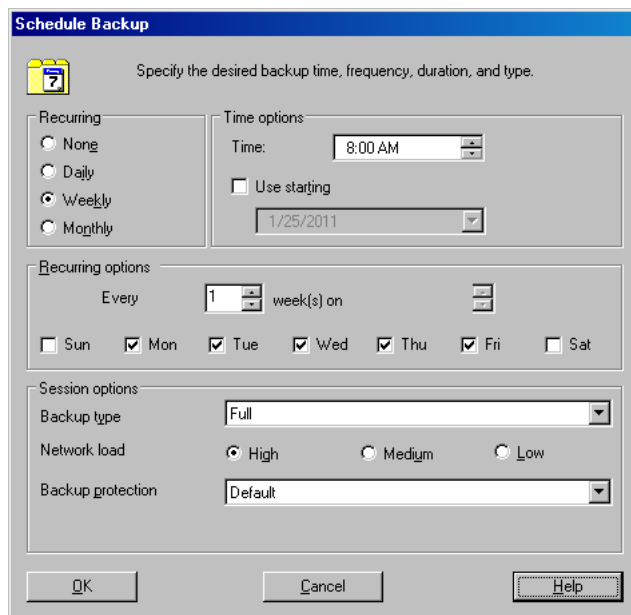 Schedule Backup
7
Specify the desired backup time, frequency, duration, and type.
Recurring
None
Daily
Weekly
Monthly
Time options
Time: 8:00 AM
Use starting
1/25/2011
Recurring options
Every 1 week(s) on
Sun Mon Tue Wed Thu Fri Sat
Session options
Backup type Full
Network load High Medium Low
Backup protection Default
OK Cancel Help